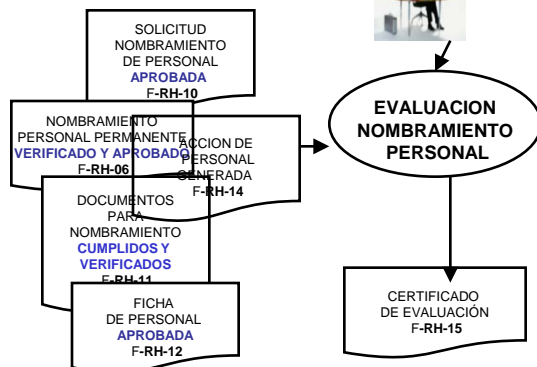 SOLICITUD
NOMBRAMIENTO
DE PERSONAL
APROBADA
F-RH-10
NOMBRAMIENTO
PERSONAL PERMANENTE
VERIFICADO Y APROBADO
F-RH-06
ACCION DE
PERSONAL
GENERADA
F-RH-14
DOCUMENTOS
PARA
NOMBRAMIENTO
CUMPLIDOS Y
VERIFICADOS
F-RH-11
FICHA
DE PERSONAL
APROBADA
F-RH-12
EVALUACION
NOMBRAMIENTO
PERSONAL
CERTIFICADO
DE EVALUACIÓN
F-RH-15